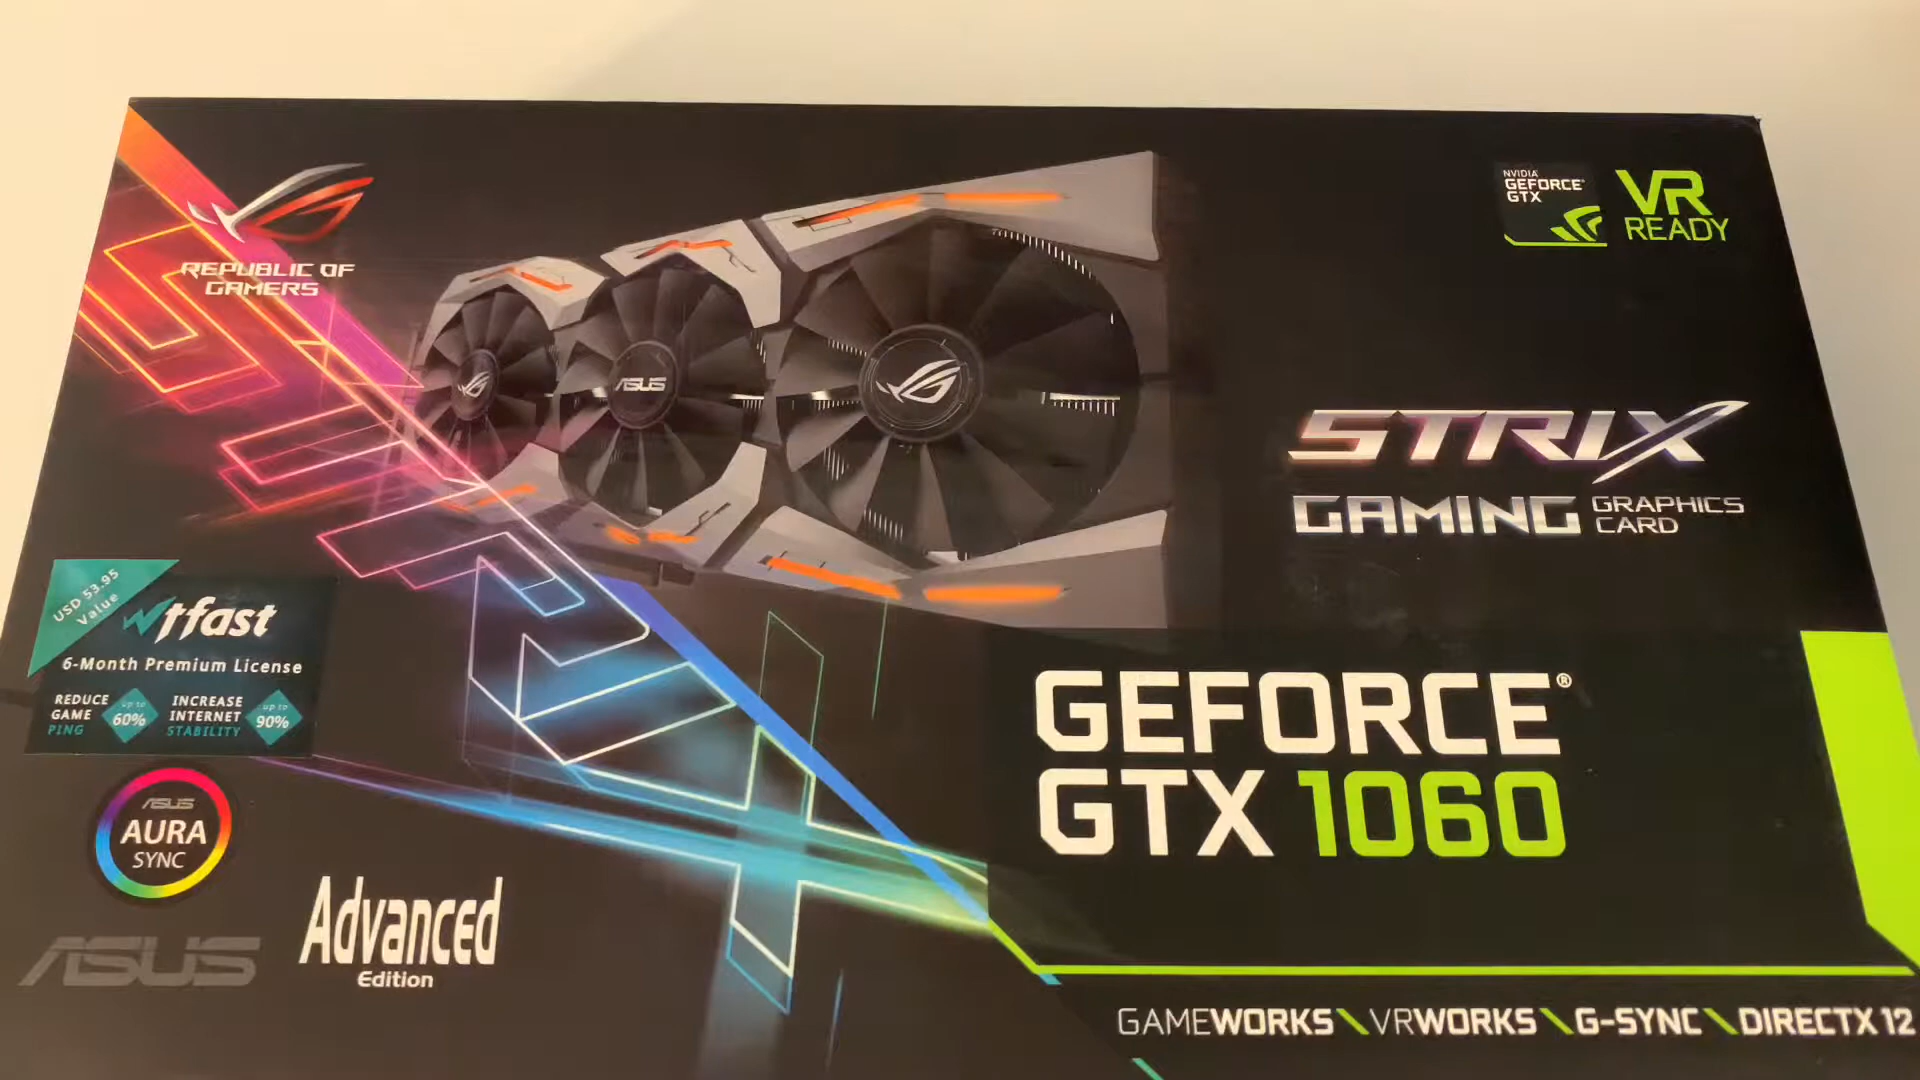 REPUBLIC OF
GAMERS
NVIDIA
GEFORCE®
GTX
VR
READY
ASUS
STRIX
GAMING GRAPHICS
CARD
USD 53.95
Value
wtfast
6-Month Premium License
REDUCE
GAME
PING
up to
60%
INCREASE
INTERNET
STABILITY
up to
90%
GEFORCE®
GTX 1060
ASUS
AURA
SYNC
ASUS
Advanced
Edition
GAMEWORKS \ VRWORKS \ G-SYNC \ DIRECTX 12